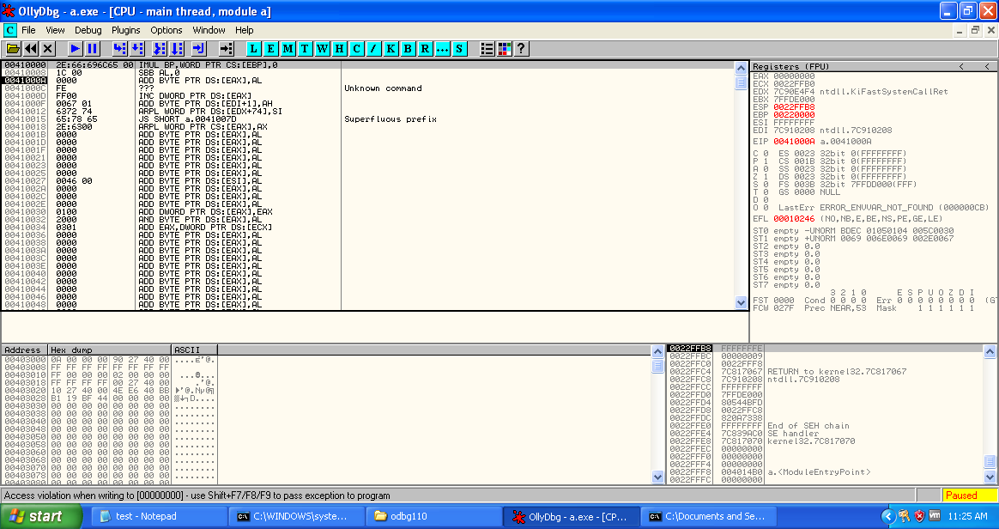 OllyDbg - a.exe - [CPU - main thread, module a]
C File View Debug Plugins Options Window Help
L E M T W H C / K B R ... S ?
00410000 2E:66:696C65 00 IMUL BP,WORD PTR CS:[EBP],0
00410008 1C 00 SBB AL,0
0041000A 0000 ADD BYTE PTR DS:[EAX],AL
0041000C FE ??? Unknown command
0041000D FF00 INC DWORD PTR DS:[EAX]
0041000F 0067 01 ADD BYTE PTR DS:[EDI+1],AH
00410012 6372 74 ARPL WORD PTR DS:[EDX+74],SI
00410015 65:78 65 JS SHORT a.0041007D Superfluous prefix
00410018 2E:6300 ARPL WORD PTR CS:[EAX],AX
0041001B 0000 ADD BYTE PTR DS:[EAX],AL
0041001D 0000 ADD BYTE PTR DS:[EAX],AL
0041001F 0000 ADD BYTE PTR DS:[EAX],AL
00410021 0000 ADD BYTE PTR DS:[EAX],AL
00410023 0000 ADD BYTE PTR DS:[EAX],AL
00410025 0000 ADD BYTE PTR DS:[EAX],AL
00410027 0046 00 ADD BYTE PTR DS:[ESI],AL
0041002A 0000 ADD BYTE PTR DS:[EAX],AL
0041002C 0000 ADD BYTE PTR DS:[EAX],AL
0041002E 0000 ADD BYTE PTR DS:[EAX],AL
00410030 0100 ADD DWORD PTR DS:[EAX],EAX
00410032 2000 AND BYTE PTR DS:[EAX],AL
00410034 0301 ADD EAX,DWORD PTR DS:[ECX]
00410036 0000 ADD BYTE PTR DS:[EAX],AL
00410038 0000 ADD BYTE PTR DS:[EAX],AL
0041003A 0000 ADD BYTE PTR DS:[EAX],AL
0041003C 0000 ADD BYTE PTR DS:[EAX],AL
0041003E 0000 ADD BYTE PTR DS:[EAX],AL
00410040 0000 ADD BYTE PTR DS:[EAX],AL
00410042 0000 ADD BYTE PTR DS:[EAX],AL
00410044 0000 ADD BYTE PTR DS:[EAX],AL
00410046 0000 ADD BYTE PTR DS:[EAX],AL
00410048 0000 ADD BYTE PTR DS:[EAX],AL
Registers (FPU) < <
EAX 00000000
ECX 0022FFB0
EDX 7C90E4F4 ntdll.KiFastSystemCallRet
EBX 7FFDE000
ESP 0022FFB8
EBP 00220000
ESI FFFFFFFF
EDI 7C910208 ntdll.7C910208
EIP 0041000A a.0041000A
C 0 ES 0023 32bit 0(FFFFFFFF)
P 1 CS 001B 32bit 0(FFFFFFFF)
A 0 SS 0023 32bit 0(FFFFFFFF)
Z 1 DS 0023 32bit 0(FFFFFFFF)
S 0 FS 003B 32bit 7FFDD000(FFF)
T 0 GS 0000 NULL
D 0
O 0 LastErr ERROR_ENVVAR_NOT_FOUND (000000CB)
EFL 00010246 (NO,NB,E,BE,NS,PE,GE,LE)
ST0 empty -UNORM BDEC 01050104 005C0030
ST1 empty +UNORM 0069 006E0069 002E0067
ST2 empty 0.0
ST3 empty 0.0
ST4 empty 0.0
ST5 empty 0.0
ST6 empty 0.0
ST7 empty 0.0
3 2 1 0 E S P U O Z D I
FST 0000 Cond 0 0 0 0 Err 0 0 0 0 0 0 0 0 (GT
FCW 027F Prec NEAR,53 Mask 1 1 1 1 1 1
Address Hex dump ASCII
00403000 0A 00 00 00 90 27 40 00
00403008 FF FF FF FF FF FF FF FF
00403010 FF 00 00 00 02 00 00 00
00403018 FF FF FF FF 00 27 40 00
00403020 10 27 40 00 4E E6 40 BB
00403028 B1 19 BF 44 00 00 00 00
00403030 00 00 00 00 00 00 00 00 ........
00403038 00 00 00 00 00 00 00 00 ........
00403040 00 00 00 00 00 00 00 00 ........
00403048 00 00 00 00 00 00 00 00 ........
00403050 00 00 00 00 00 00 00 00 ........
00403058 00 00 00 00 00 00 00 00 ........
00403060 00 00 00 00 00 00 00 00 ........
00403068 00 00 00 00 00 00 00 00 ........
00403070 00 00 00 00 00 00 00 00 ........
00403078 00 00 00 00 00 00 00 00 ........
0022FFB8 FFFFFFFE
0022FFBC 00000009
0022FFC0 0022FFF8
0022FFC4 7C817067 RETURN to kernel32.7C817067
0022FFC8 7C910208 ntdll.7C910208
0022FFCC FFFFFFFF
0022FFD0 7FFDE000
0022FFD4 80544BFD
0022FFD8 0022FFC8
0022FFDC 820A7338
0022FFE0 FFFFFFFF End of SEH chain
0022FFE4 7C839AC0 SE handler
0022FFE8 7C817070 kernel32.7C817070
0022FFEC 00000000
0022FFF0 00000000
0022FFF4 00000000
0022FFF8 004014B0 a.<ModuleEntryPoint>
0022FFFC 00000000
Access violation when writing to [00000000] - use Shift+F7/F8/F9 to pass exception to program Paused
start test - Notepad C:\WINDOWS\syste... odbg110 OllyDbg - a.exe - [CP... C:\Documents and Se... 11:25 AM